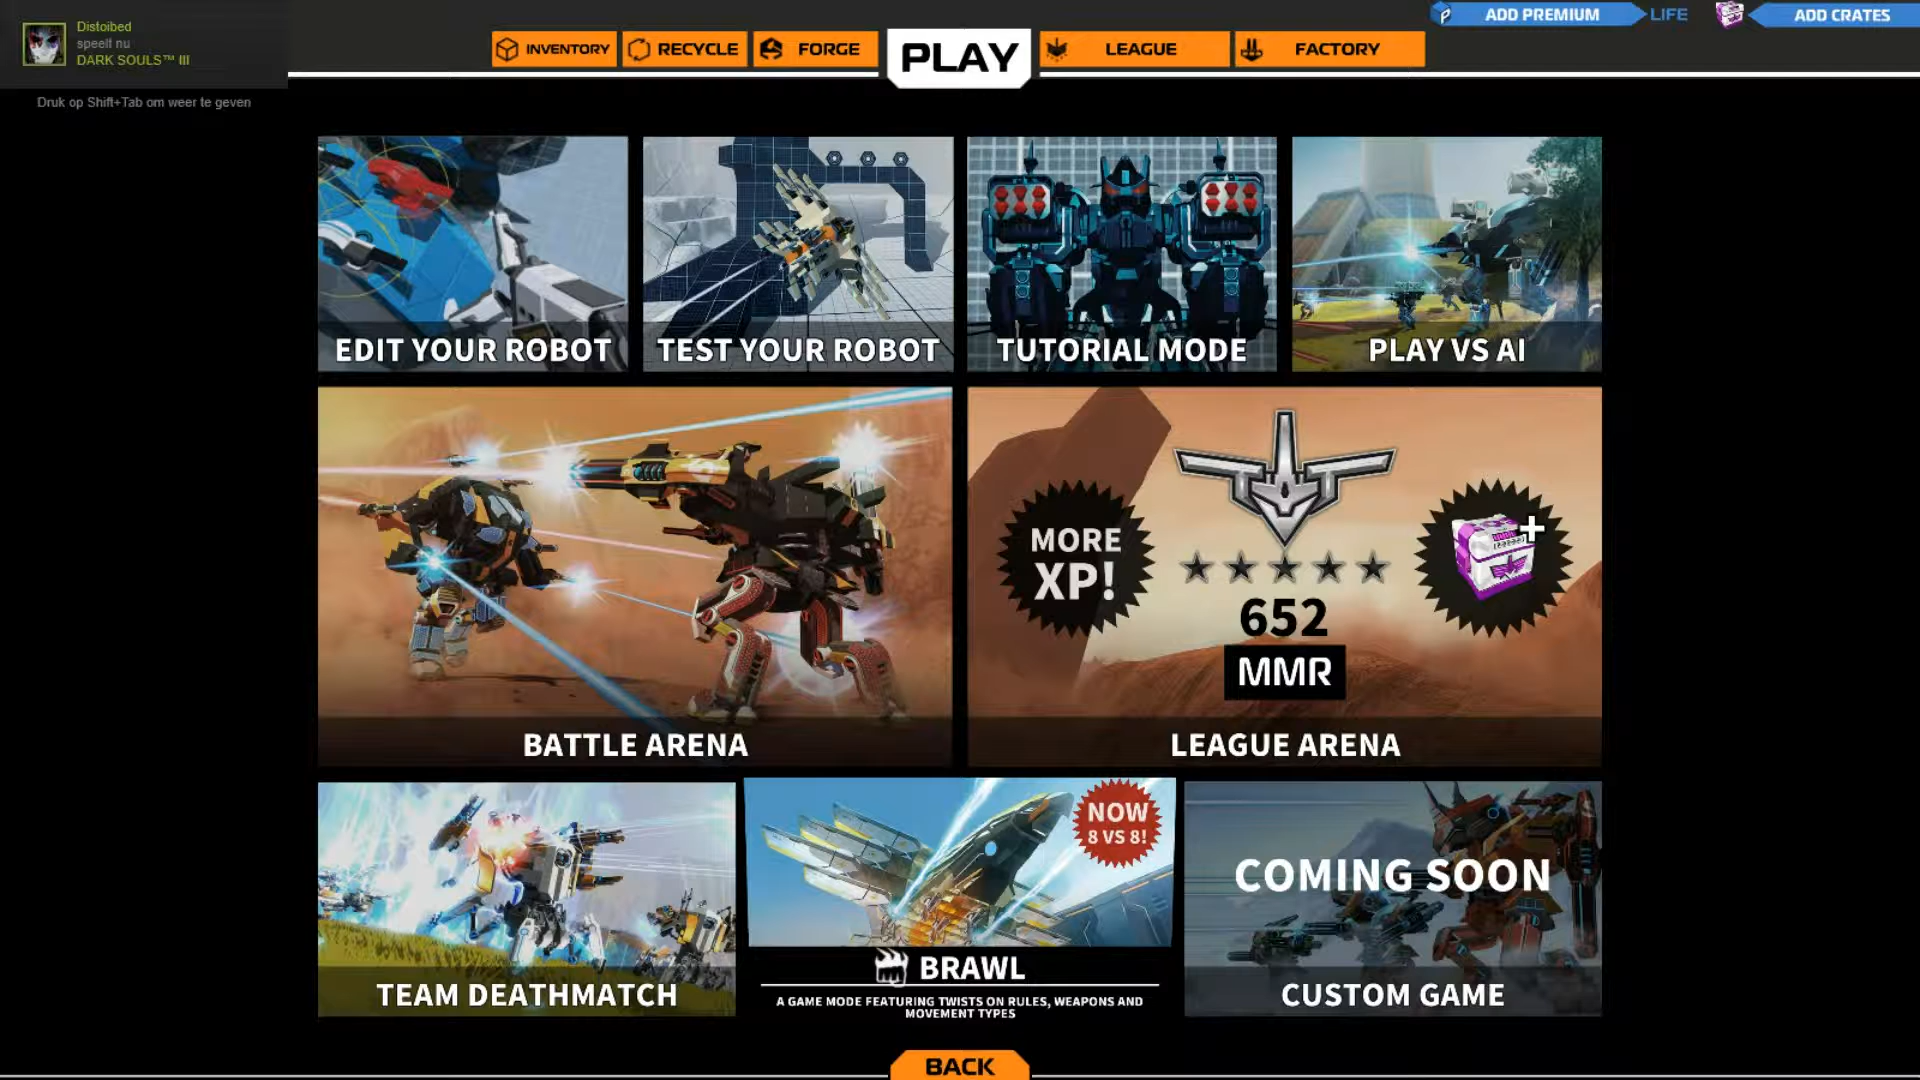 Distoibed
speelt nu
DARK SOULS™ III
Druk op Shift+Tab om weer te geven
INVENTORY
RECYCLE
FORGE
PLAY
LEAGUE
FACTORY
ADD PREMIUM
LIFE
ADD CRATES
EDIT YOUR ROBOT
TEST YOUR ROBOT
TUTORIAL MODE
PLAY VS AI
BATTLE ARENA
MORE
XP!
652
MMR
LEAGUE ARENA
TEAM DEATHMATCH
NOW
8 VS 8!
BRAWL
A GAME MODE FEATURING TWISTS ON RULES, WEAPONS AND
MOVEMENT TYPES
COMING SOON
CUSTOM GAME
BACK